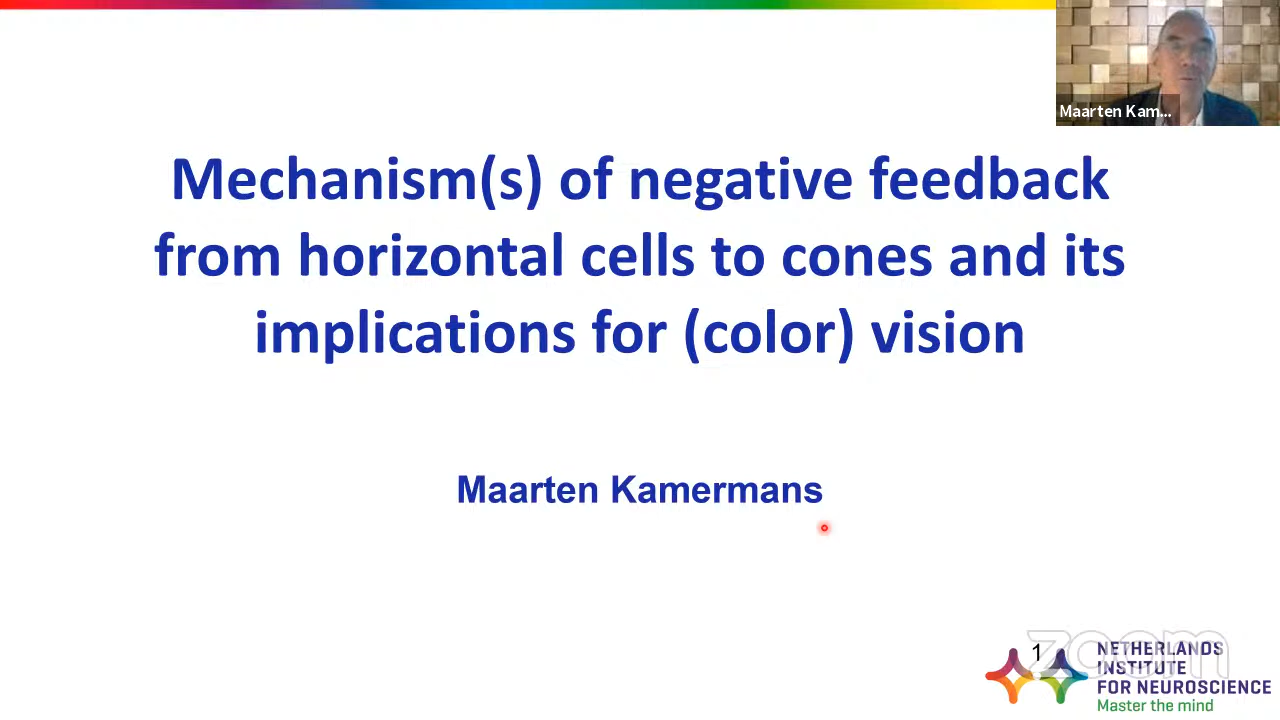 Maarten Kam...
Mechanism(s) of negative feedback
from horizontal cells to cones and its
implications for (color) vision
Maarten Kamermans
zoom
1
NETHERLANDS
INSTITUTE
FOR NEUROSCIENCE
Master the mind